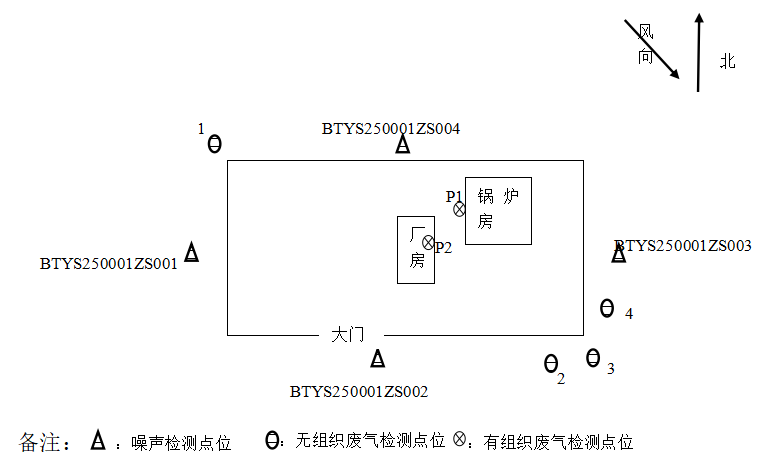 风
向
北
1
BTYS250001ZS004
P1
锅 炉
房
厂
房
P2
BTYS250001ZS001
BTYS250001ZS003
4
大门
3
2
BTYS250001ZS002
备注： ：噪声检测点位 ：无组织废气检测点位 ：有组织废气检测点位